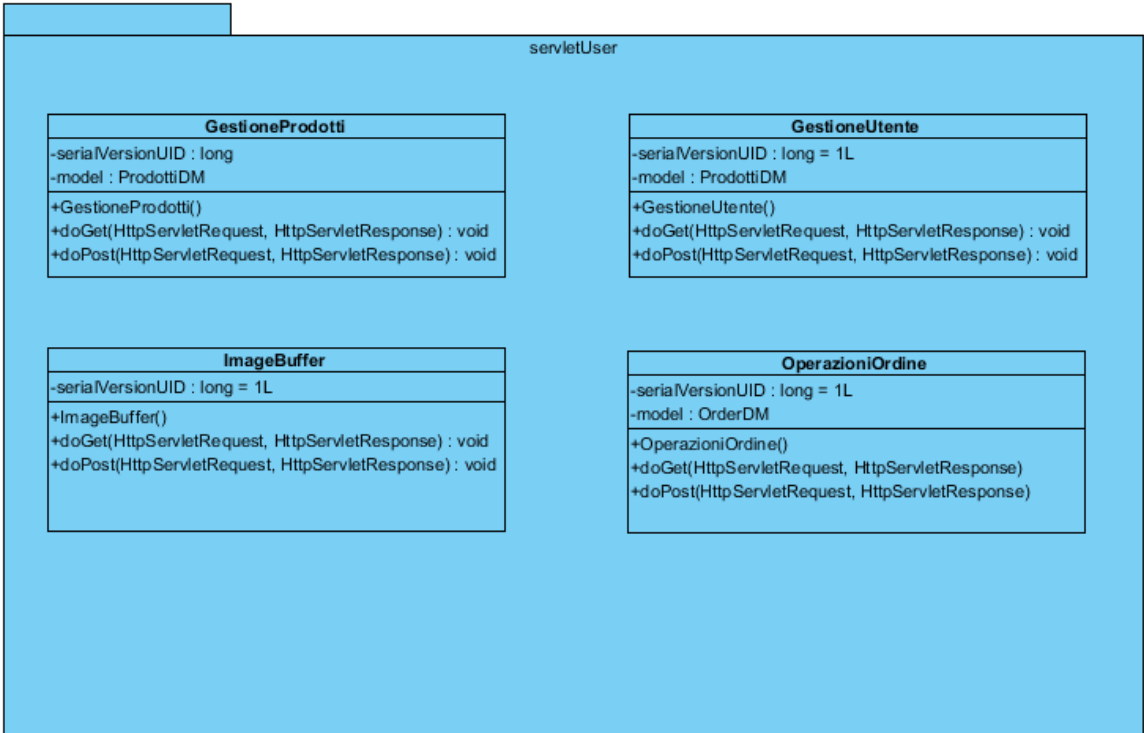 servletUser
GestioneProdotti
-serialVersionUID : long
-model : ProdottiDM
+GestioneProdotti()
+doGet(HttpServletRequest, HttpServletResponse) : void
+doPost(HttpServletRequest, HttpServletResponse) : void
GestioneUtente
-serialVersionUID : long = 1L
-model : ProdottiDM
+GestioneUtente()
+doGet(HttpServletRequest, HttpServletResponse) : void
+doPost(HttpServletRequest, HttpServletResponse) : void
ImageBuffer
-serialVersionUID : long = 1L
+ImageBuffer()
+doGet(HttpServletRequest, HttpServletResponse) : void
+doPost(HttpServletRequest, HttpServletResponse) : void
OperazioniOrdine
-serialVersionUID : long = 1L
-model : OrderDM
+OperazioniOrdine()
+doGet(HttpServletRequest, HttpServletResponse)
+doPost(HttpServletRequest, HttpServletResponse)